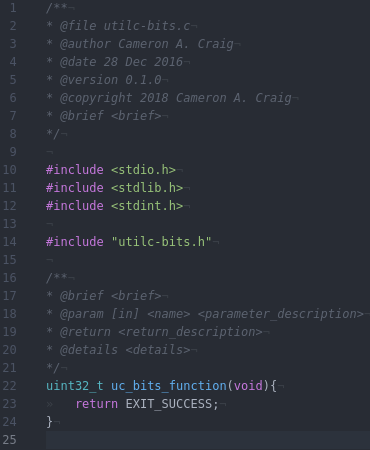 1 /**¬
2 * @file utilc-bits.c¬
3 * @author Cameron A. Craig¬
4 * @date 28 Dec 2016¬
5 * @version 0.1.0¬
6 * @copyright 2018 Cameron A. Craig¬
7 * @brief <brief>¬
8 */¬
9 ¬
10 #include <stdio.h>¬
11 #include <stdlib.h>¬
12 #include <stdint.h>¬
13 ¬
14 #include "utilc-bits.h"¬
15 ¬
16 /**¬
17 * @brief <brief>¬
18 * @param [in] <name> <parameter_description>¬
19 * @return <return_description>¬
20 * @details <details>¬
21 */¬
22 uint32_t uc_bits_function(void){¬
23 »   return EXIT_SUCCESS;¬
24 }¬
25